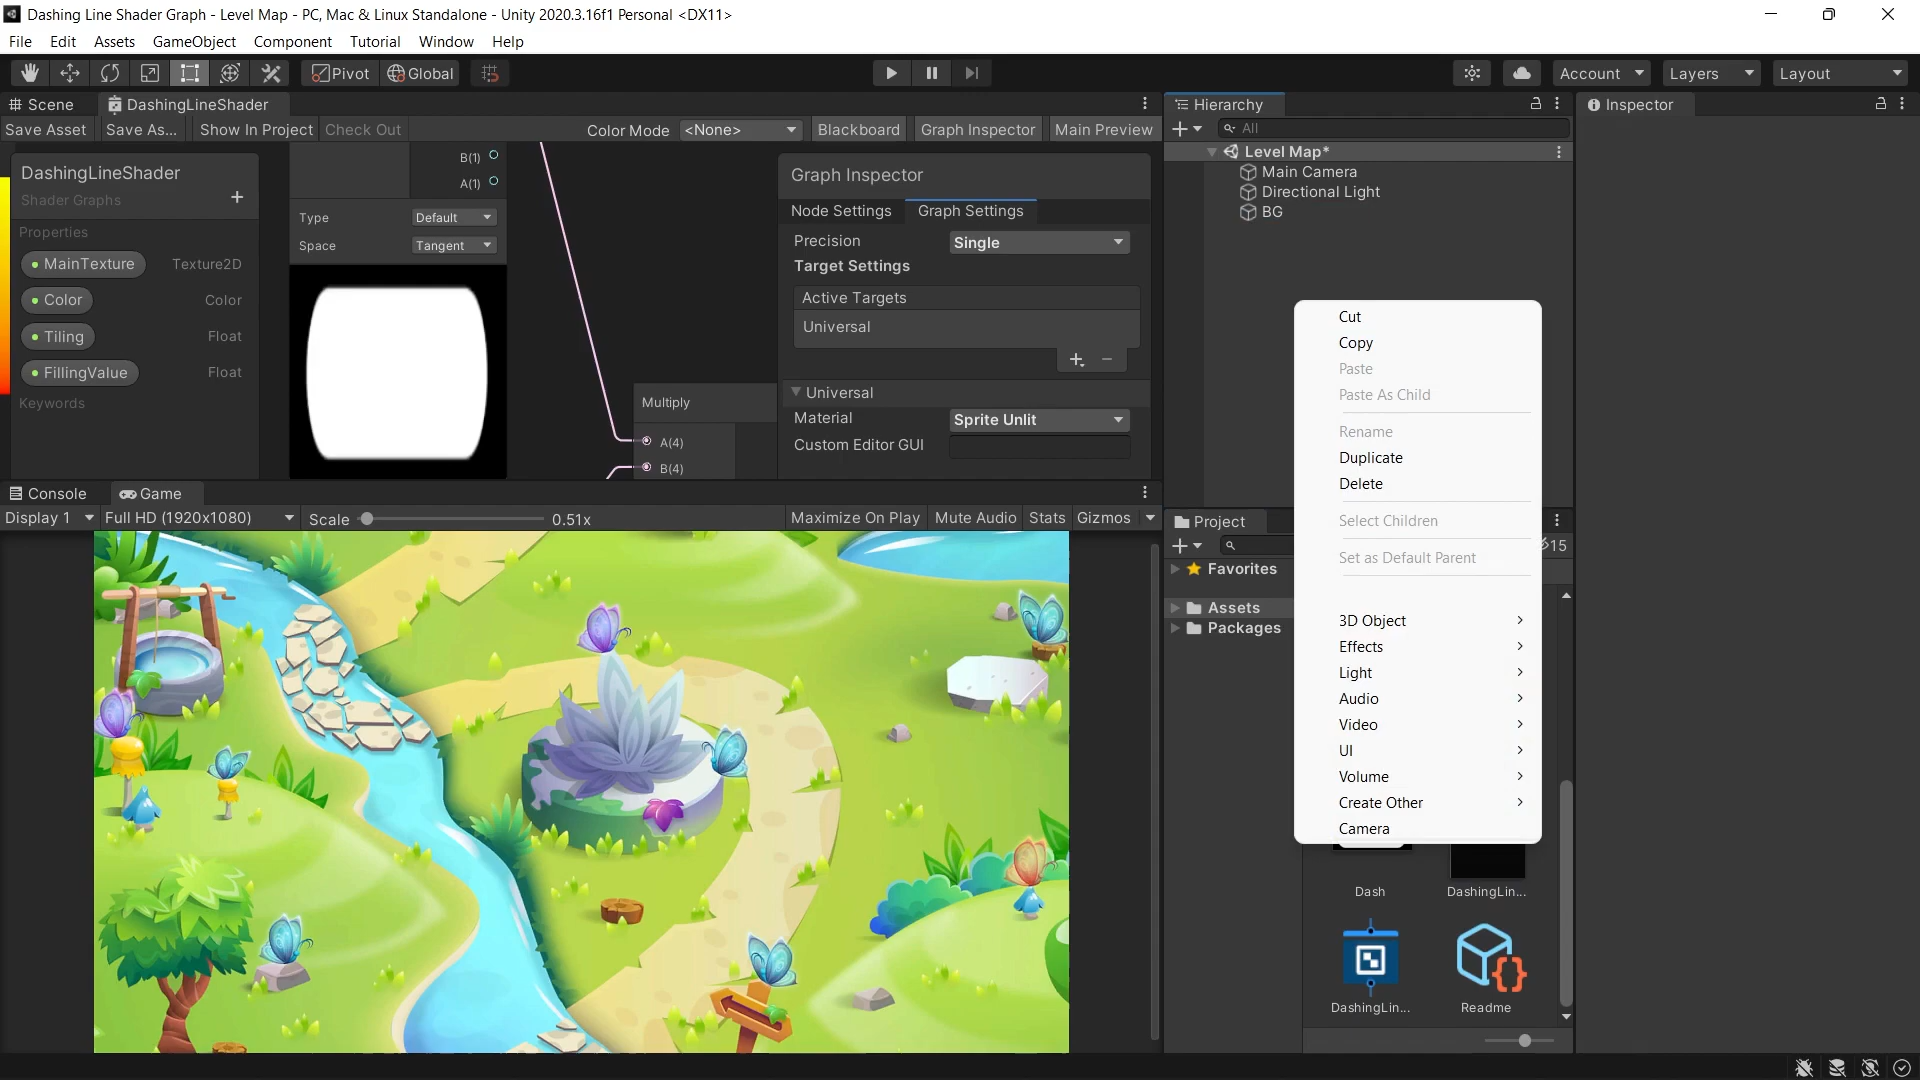 Dashing Line Shader Graph - Level Map - PC, Mac & Linux Standalone - Unity 2020.3.16f1 Personal <DX11>
File Edit Assets GameObject Component Tutorial Window Help
Pivot Global Account Layers Layout
Scene DashingLineShader
Save Asset Save As... Show In Project Check Out Color Mode <None> Blackboard Graph Inspector Main Preview
DashingLineShader
Shader Graphs
+
Properties
MainTexture Texture2D
Color Color
Tiling Float
FillingValue Float
Keywords
B(1)
A(1)
Type Default
Space Tangent
Multiply
A(4)
B(4)
Graph Inspector
Node Settings Graph Settings
Precision Single
Target Settings
Active Targets
Universal
Universal
Material Sprite Unlit
Custom Editor GUI
Console Game
Display 1 Full HD (1920x1080) Scale 0.51x Maximize On Play Mute Audio Stats Gizmos
Hierarchy
All
Level Map*
Main Camera
Directional Light
BG
Inspector
Cut
Copy
Paste
Paste As Child
Rename
Duplicate
Delete
Select Children
Set as Default Parent
3D Object
Effects
Light
Audio
Video
UI
Volume
Create Other
Camera
Project
15
Favorites
Assets
Packages
Dash DashingLin...
DashingLin... Readme